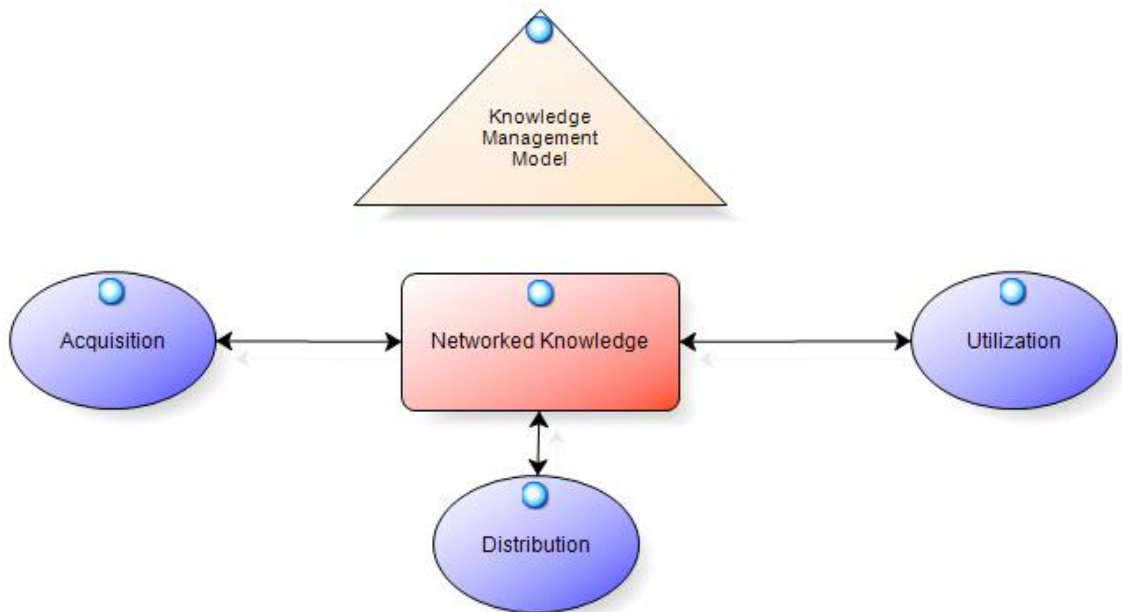 Knowledge
Management
Model
Acquisition
Networked Knowledge
Utilization
Distribution